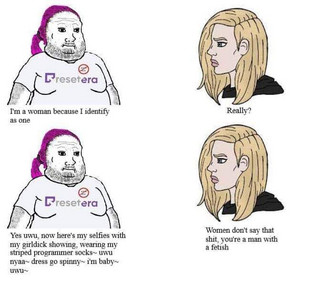 resetera
I'm a woman because I identify
as one
Really?
resetera
Yes uwu, now here's my selfies with
my girldick showing, wearing my
striped programmer socks~ uwu
nyaa~ dress go spinny~ i'm baby~
uwu~
Women don't say that
shit, you're a man with
a fetish